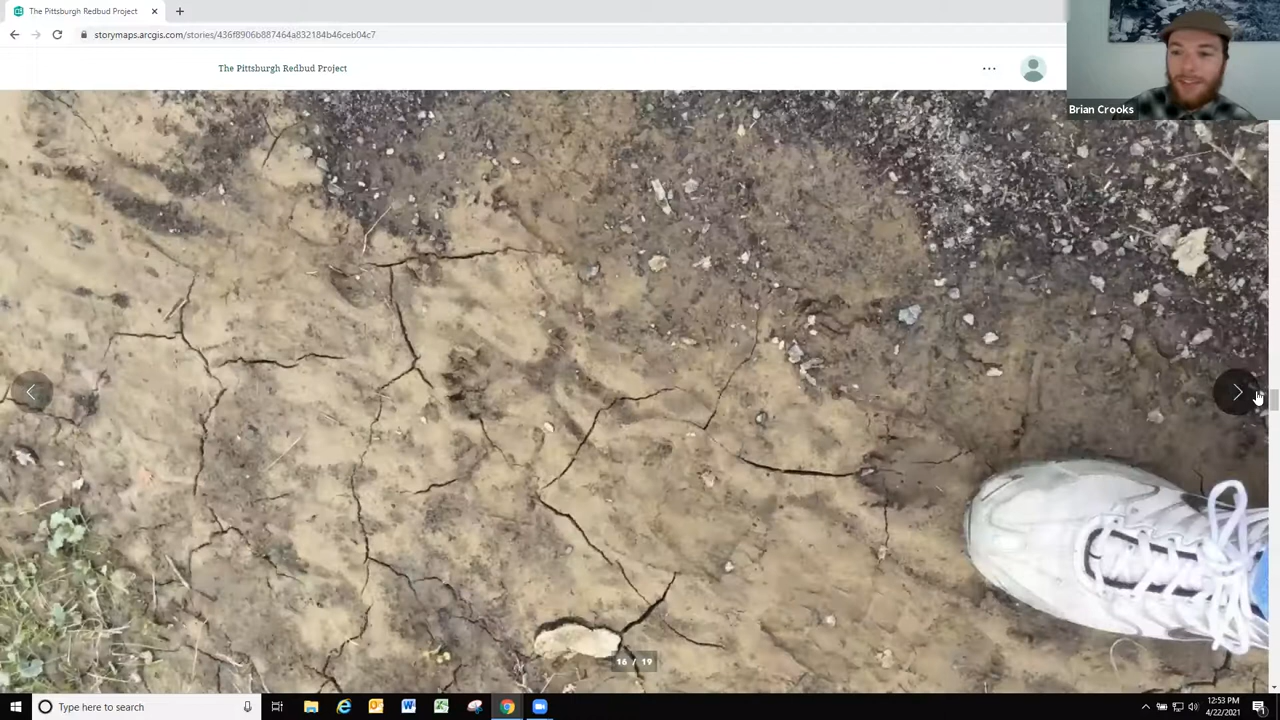 The Pittsburgh Redbud Project
storymaps.arcgis.com/stories/436f8906b887464a832184b46ceb04c7
The Pittsburgh Redbud Project
Brian Crooks
16 / 19
Type here to search
12:53 PM
4/22/2021